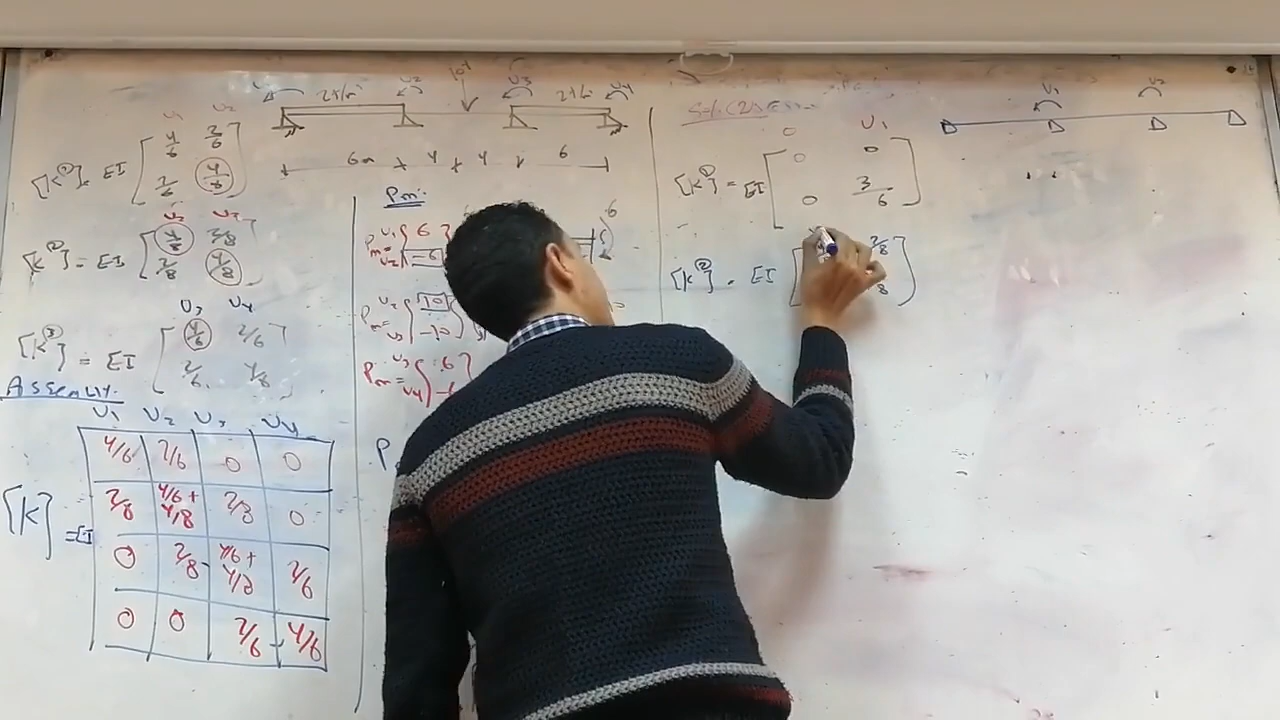 2t/m U2 10t U3 2t/m U4
6m 4 4 6
U1 U2
[K①]= EI [ 4/6 2/6
2/6 4/6 ]
U2 U3
[K②]= EI [ 4/8 2/8
2/8 4/8 ]
U3 U4
[K③] = EI [ 4/6 2/6
2/6 4/8 ]
Assembly:
U1 U2 U3 U4
4/6 2/6 0 0
2/8 4/6 + 4/8 2/8 0
[K] =EI
0 2/8 4/6 + 4/8 2/6
0 0 2/6 4/6
Pm:
Pm= U1 U2 { 6
-6 }
Pm= U2 U3 { 10
-10 }
Pm= U3 U4 { 6
P
U1 U2
0 U1
[K①] = EI [ 0 0
0 3/6 ]
[K②] = EI [ 2/8
8 ]